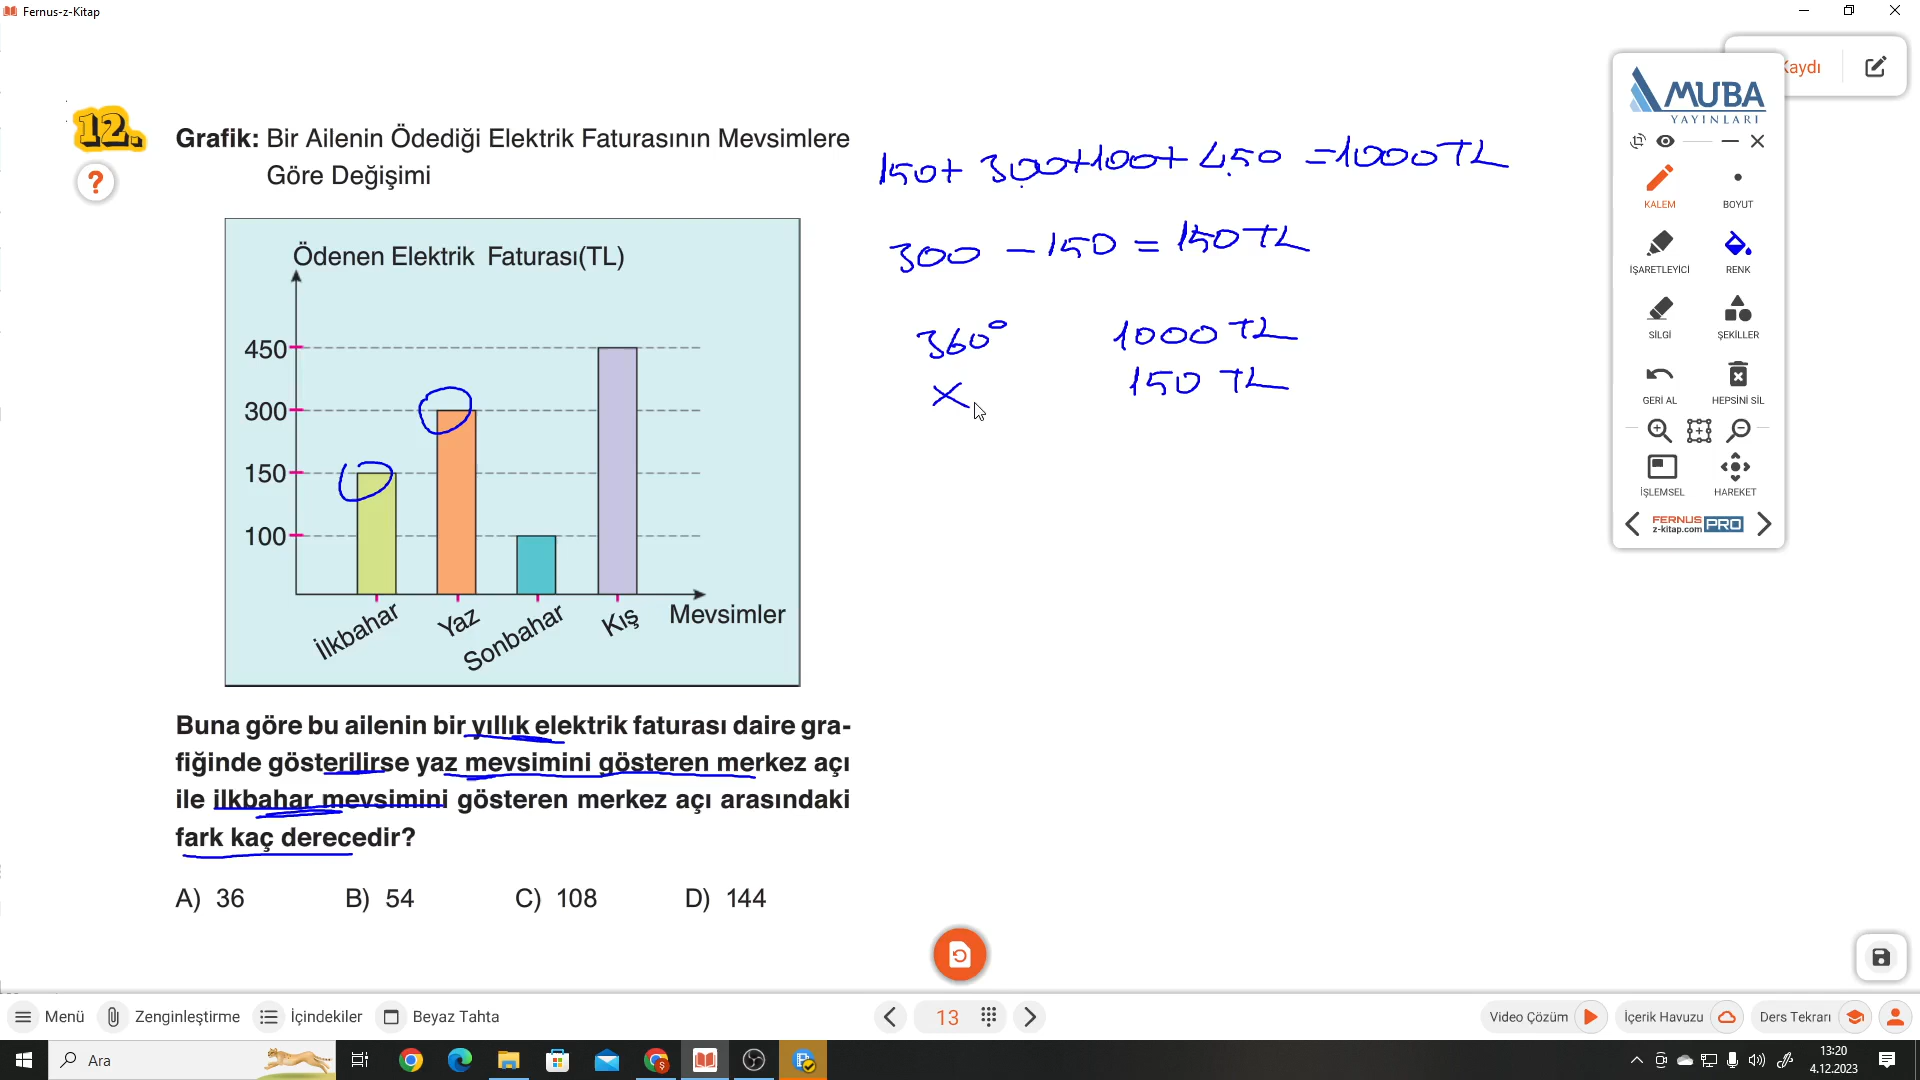 Fernus-z-Kitap
Kaydı
MUBA
YAYINLARI
12.
?
Grafik: Bir Ailenin Ödediği Elektrik Faturasının Mevsimlere
Göre Değişimi
Ödenen Elektrik Faturası(TL)
450
300
150
100
İlkbahar
Yaz
Sonbahar
Kış
Mevsimler
150+ 300+100+ 450 =1000TL
300 - 150 = 150TL
360° 1000 TL
X 150 TL
Buna göre bu ailenin bir yıllık elektrik faturası daire gra-
fiğinde gösterilirse yaz mevsimini gösteren merkez açı
ile ilkbahar mevsimini gösteren merkez açı arasındaki
fark kaç derecedir?
A) 36 B) 54 C) 108 D) 144
KALEM BOYUT
İŞARETLEYİCİ RENK
SİLGİ ŞEKİLLER
GERİ AL HEPSİNİ SİL
İŞLEMSEL HAREKET
FERNUS
z-kitap.com PRO
Menü Zenginleştirme İçindekiler Beyaz Tahta 13 Video Çözüm İçerik Havuzu Ders Tekrarı
Ara
13:20
4.12.2023